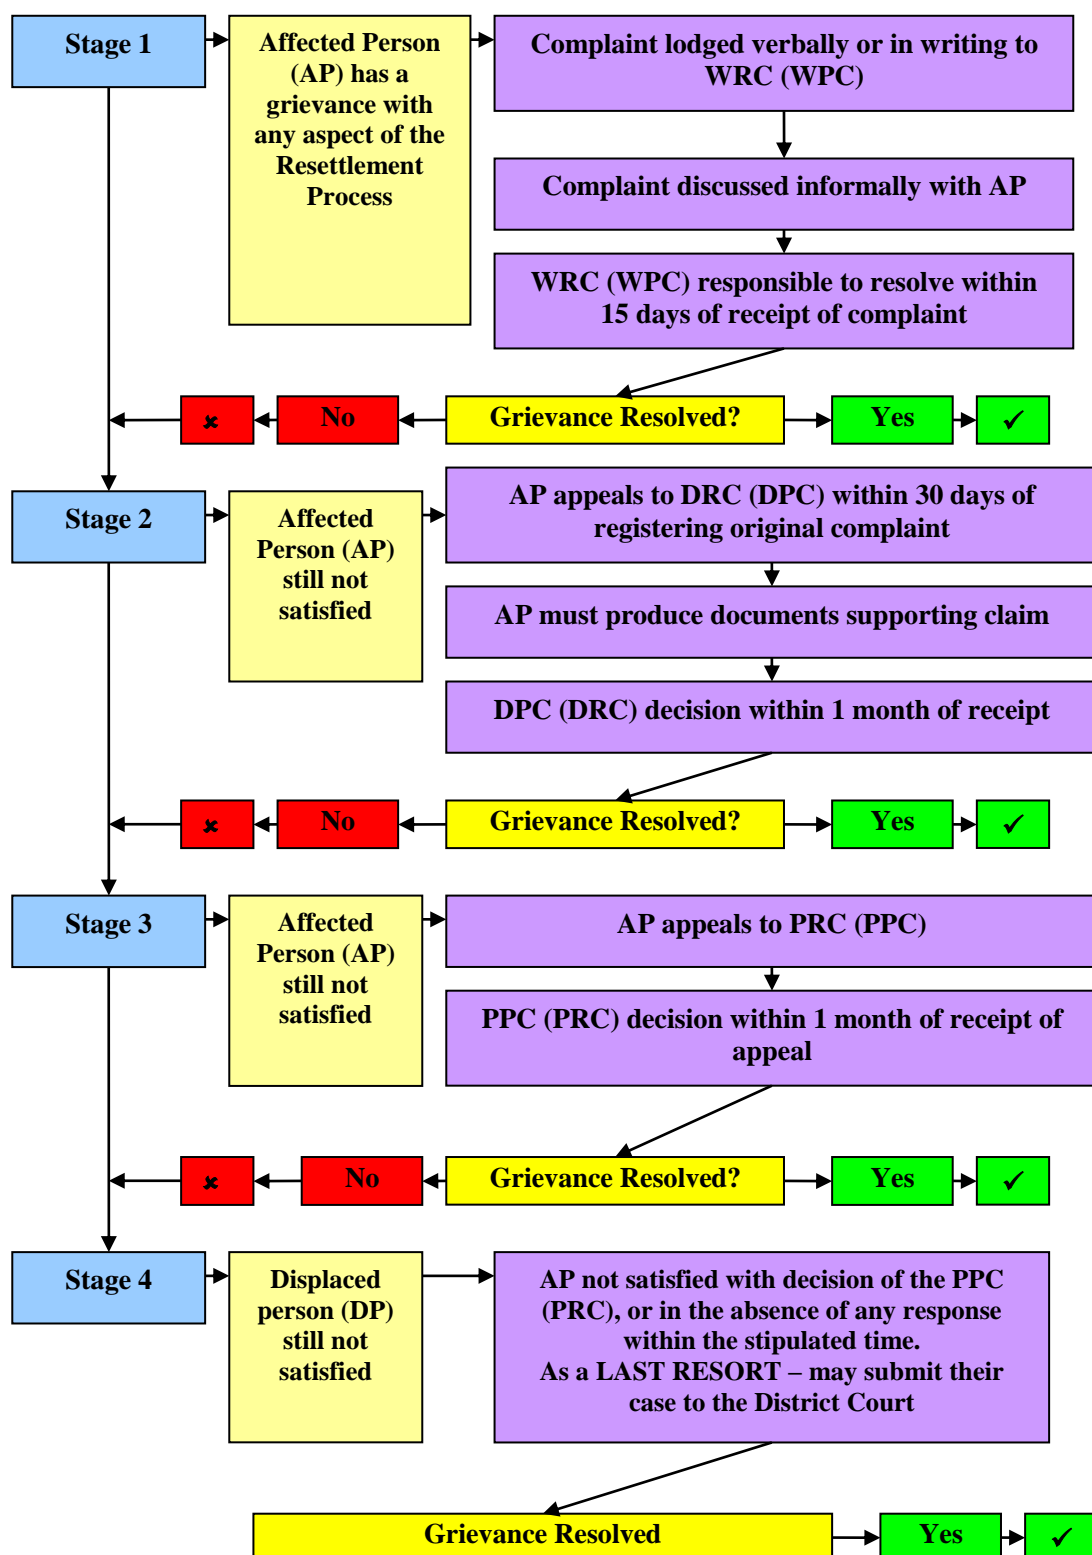 Stage 1
Affected Person
(AP) has a
grievance with
any aspect of the
Resettlement
Process
Complaint lodged verbally or in writing to
WRC (WPC)
Complaint discussed informally with AP
WRC (WPC) responsible to resolve within
15 days of receipt of complaint
✘
No
Grievance Resolved?
Yes
✓
Stage 2
Affected
Person (AP)
still not
satisfied
AP appeals to DRC (DPC) within 30 days of
registering original complaint
AP must produce documents supporting claim
DPC (DRC) decision within 1 month of receipt
✘
No
Grievance Resolved?
Yes
✓
Stage 3
Affected
Person (AP)
still not
satisfied
AP appeals to PRC (PPC)
PPC (PRC) decision within 1 month of receipt of
appeal
✘
No
Grievance Resolved?
Yes
✓
Stage 4
Displaced
person (DP)
still not
satisfied
AP not satisfied with decision of the PPC
(PRC), or in the absence of any response
within the stipulated time.
As a LAST RESORT – may submit their
case to the District Court
Grievance Resolved
Yes
✓